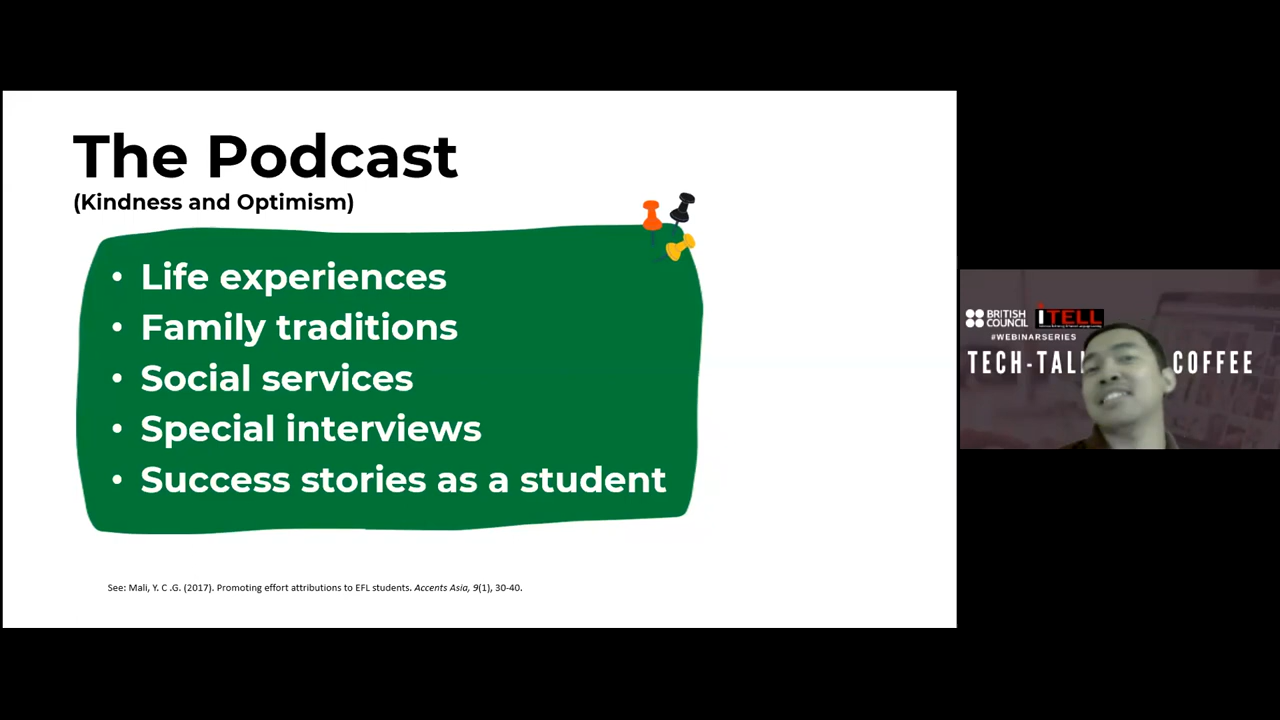 The Podcast
(Kindness and Optimism)
• Life experiences
• Family traditions
• Social services
• Special interviews
• Success stories as a student
See: Mali, Y. C .G. (2017). Promoting effort attributions to EFL students. Accents Asia, 9(1), 30-40.
BRITISH COUNCIL
iTELL
#WEBINARSERIES
TECH-TAL COFFEE